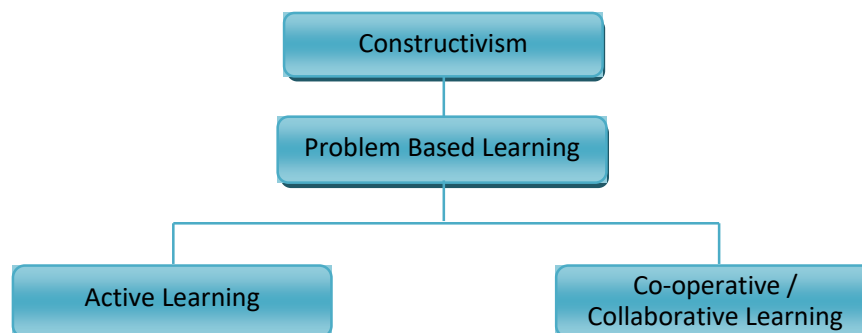 Constructivism
Problem Based Learning
Active Learning
Co-operative /
Collaborative Learning